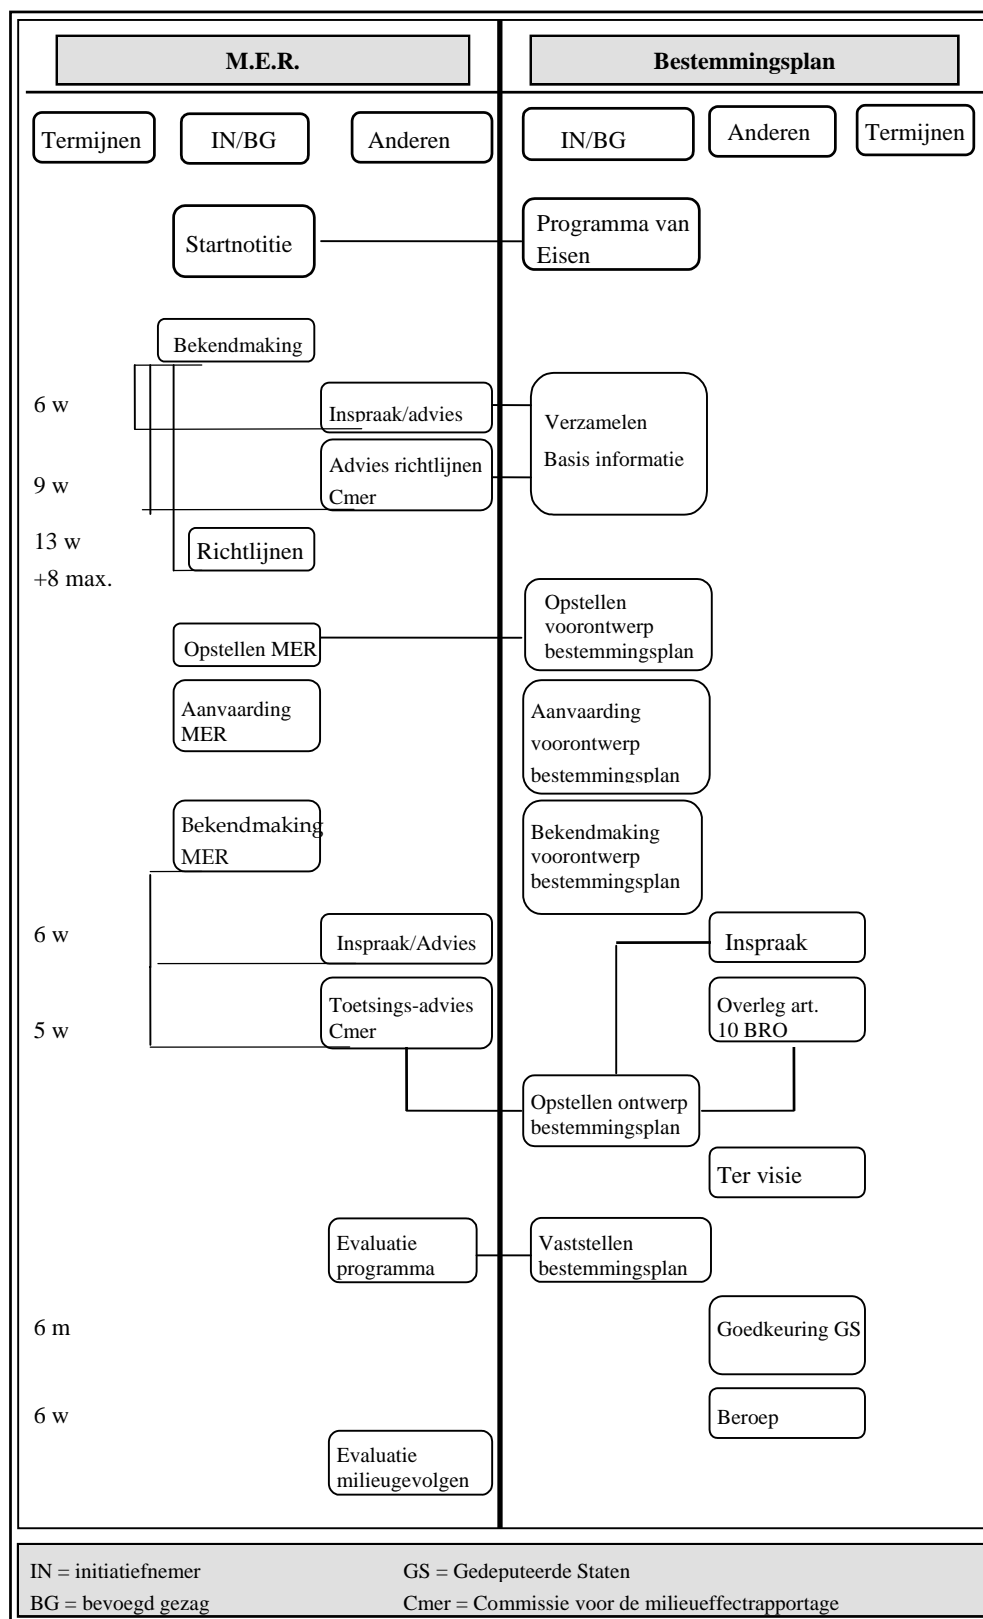 M.E.R.
Bestemmingsplan
Termijnen
IN/BG
Anderen
IN/BG
Anderen
Termijnen
Startnotitie
Programma van
Eisen
Bekendmaking
6 w
Inspraak/advies
Verzamelen
Basis informatie
9 w
Advies richtlijnen
Cmer
13 w
+8 max.
Richtlijnen
Opstellen MER
Opstellen
voorontwerp
bestemmingsplan
Aanvaarding
MER
Aanvaarding
voorontwerp
bestemmingsplan
Bekendmaking
MER
Bekendmaking
voorontwerp
bestemmingsplan
6 w
Inspraak/Advies
Inspraak
5 w
Toetsings-advies
Cmer
Overleg art.
10 BRO
Opstellen ontwerp
bestemmingsplan
Ter visie
Evaluatie
programma
Vaststellen
bestemmingsplan
6 m
Goedkeuring GS
6 w
Beroep
Evaluatie
milieugevolgen
IN = initiatiefnemer
GS = Gedeputeerde Staten
BG = bevoegd gezag
Cmer = Commissie voor de milieueffectrapportage